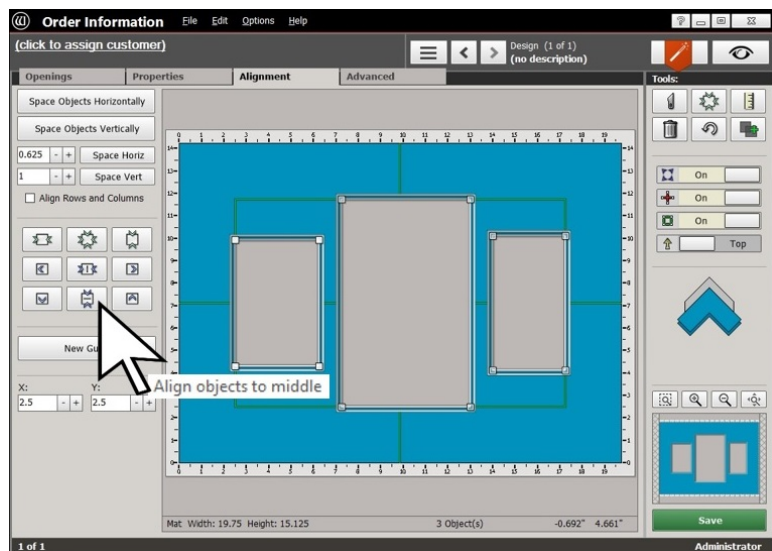 Order Information File Edit Options Help
(click to assign customer)
Design (1 of 1)
(no description)
Openings Properties Alignment Advanced
Tools:
Space Objects Horizontally
Space Objects Vertically
0.625 - + Space Horiz
1 - + Space Vert
Align Rows and Columns
On
On
On
Top
New Gu
Align objects to middle
X: Y:
2.5 - + 2.5 - +
Mat Width: 19.75 Height: 15.125 3 Object(s) -0.692" 4.661"
Save
1 of 1 Administrator